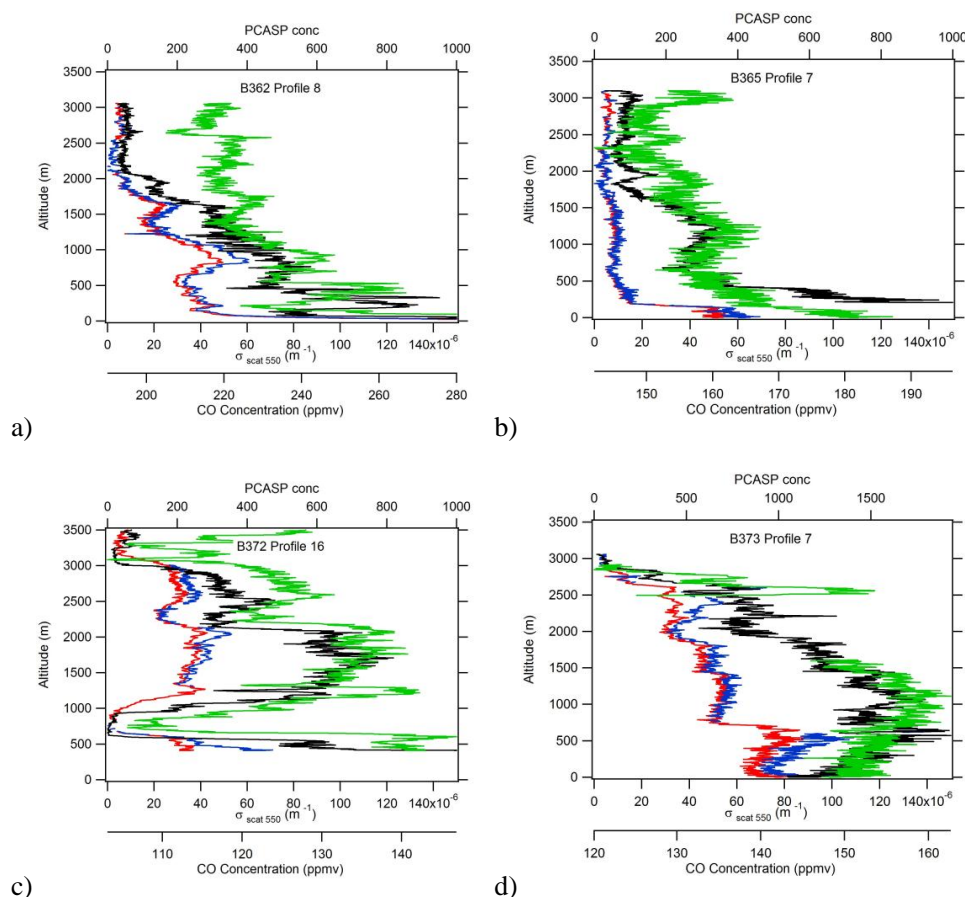 PCASP conc
0 200 400 600 800 1000
3500
3000
2500
2000
1500
1000
500
0
Altitude (m)
B362 Profile 8
0 20 40 60 80 100 120 140x10-6
σ scat 550 (m-1)
200 220 240 260 280
CO Concentration (ppmv)
a)
PCASP conc
0 200 400 600 800 1000
3500
3000
2500
2000
1500
1000
500
0
Altitude (m)
B365 Profile 7
0 20 40 60 80 100 120 140x10-6
σ scat 550 (m-1)
150 160 170 180 190
CO Concentration (ppmv)
b)
PCASP conc
0 200 400 600 800 1000
3500
3000
2500
2000
1500
1000
500
0
Altitude (m)
B372 Profile 16
0 20 40 60 80 100 120 140x10-6
σ scat 550 (m-1)
110 120 130 140
CO Concentration (ppmv)
c)
PCASP conc
0 500 1000 1500
3500
3000
2500
2000
1500
1000
500
0
Altitude (m)
B373 Profile 7
0 20 40 60 80 100 120 140x10-6
σ scat 550 (m-1)
120 130 140 150 160
CO Concentration (ppmv)
d)